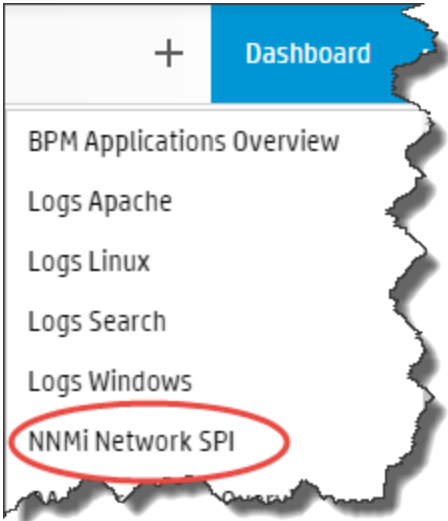 + Dashboard
BPM Applications Overview
Logs Apache
Logs Linux
Logs Search
Logs Windows
NNMi Network SPI